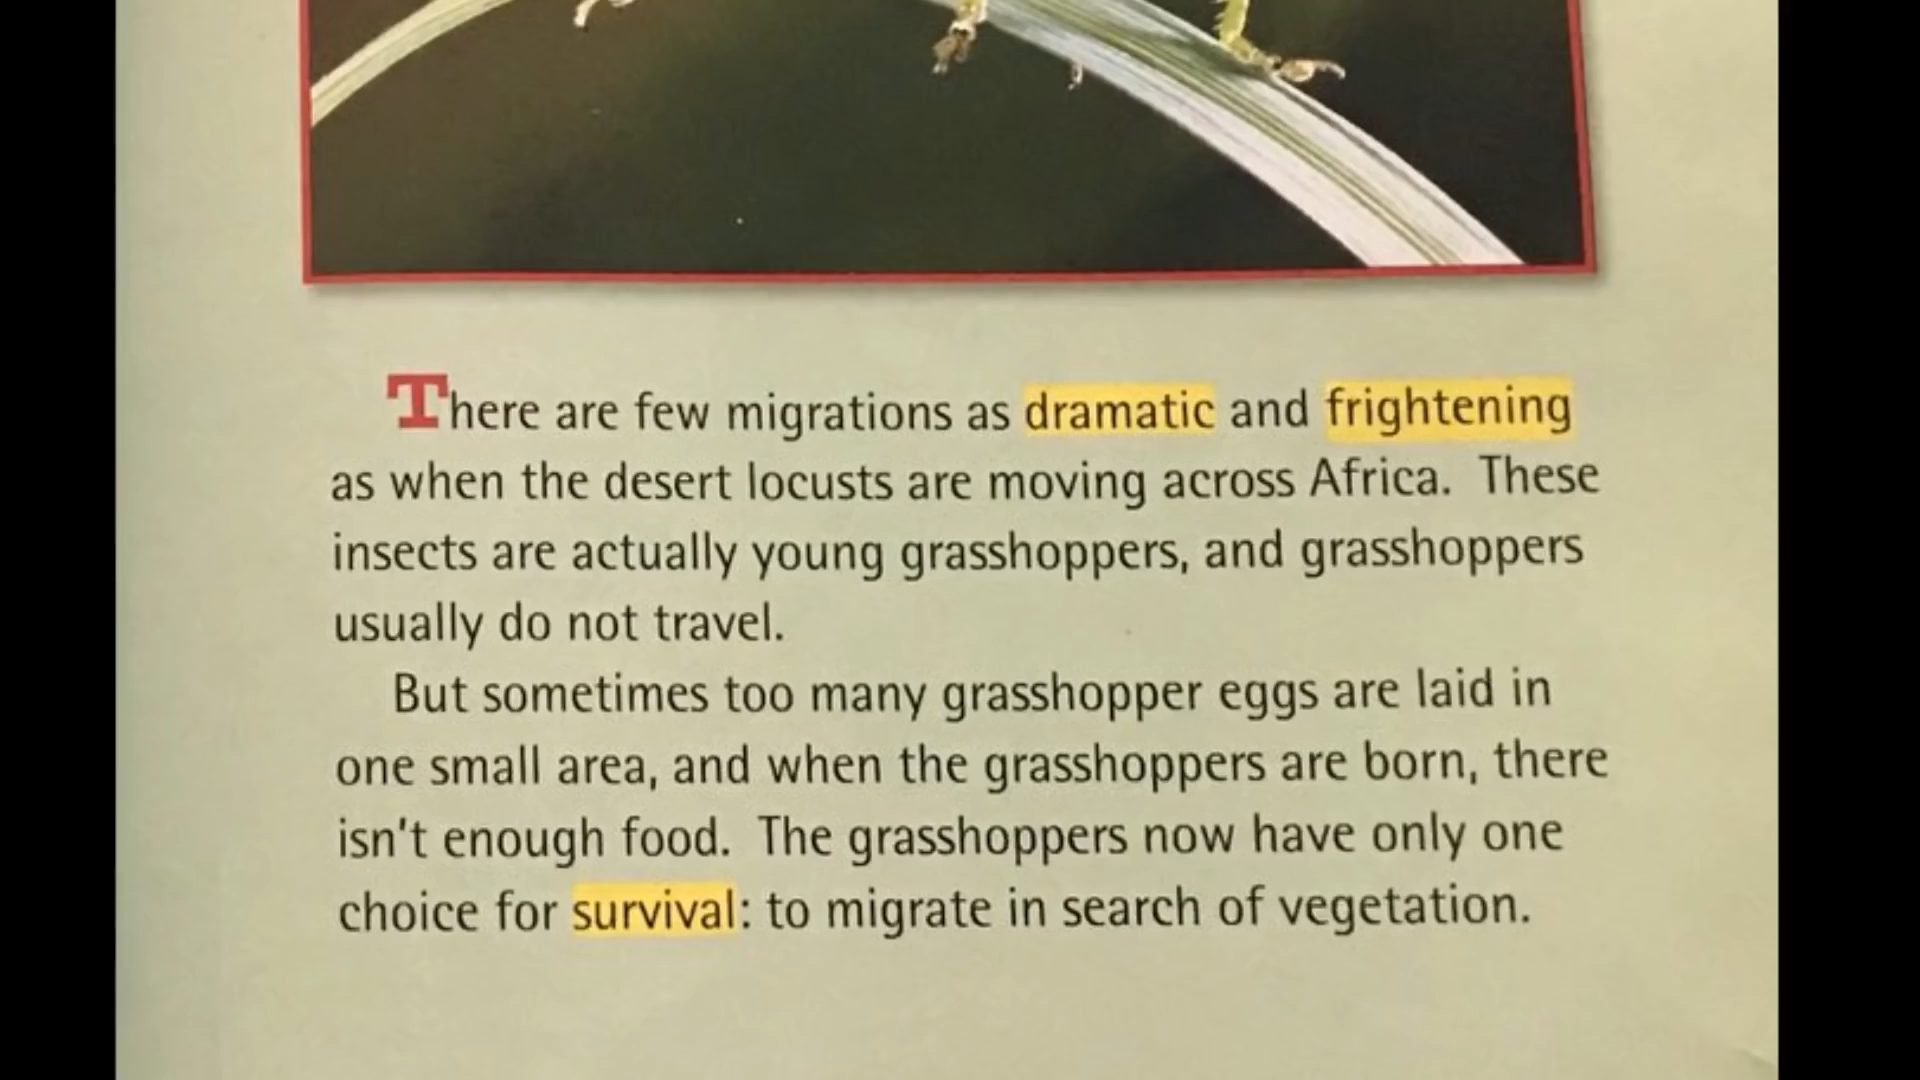 There are few migrations as dramatic and frightening
as when the desert locusts are moving across Africa. These
insects are actually young grasshoppers, and grasshoppers
usually do not travel.
But sometimes too many grasshopper eggs are laid in
one small area, and when the grasshoppers are born, there
isn't enough food. The grasshoppers now have only one
choice for survival: to migrate in search of vegetation.